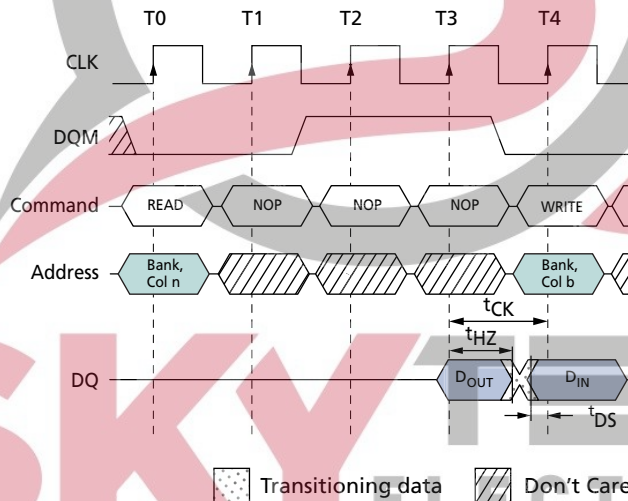 T0 T1 T2 T3 T4
CLK
DQM
Command READ NOP NOP NOP WRITE
Address Bank, Col n Bank, Col b
tCK
tHZ
DQ DOUT DIN
tDS
Transitioning data Don't Care
SKY